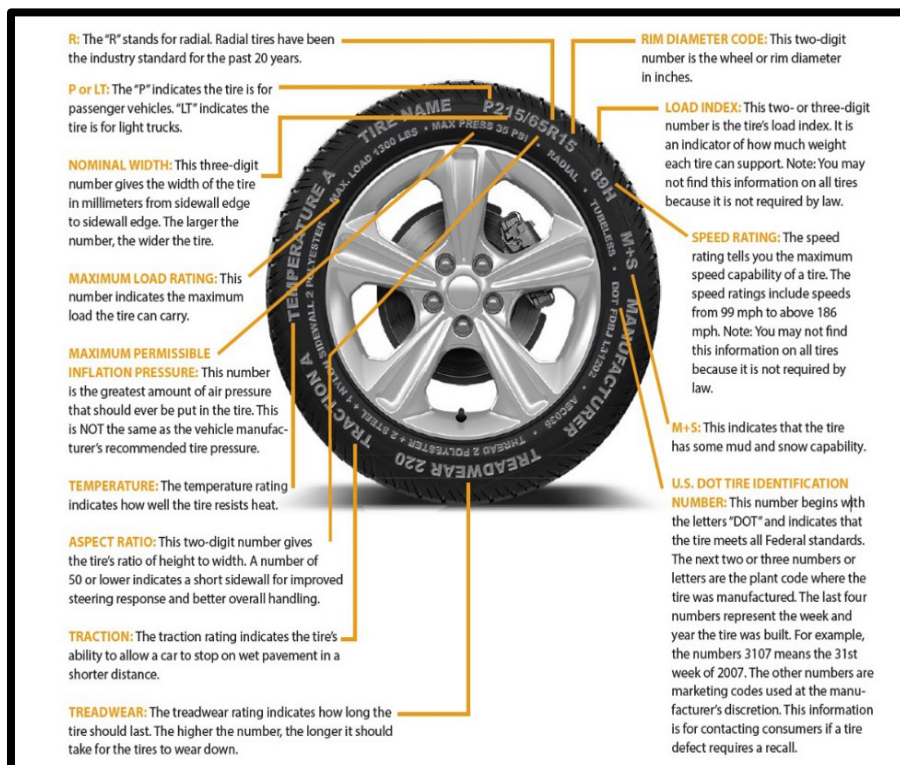 R: The "R" stands for radial. Radial tires have been
the industry standard for the past 20 years.
P or LT: The "P" indicates the tire is for
passenger vehicles. "LT" indicates the
tire is for light trucks.
NOMINAL WIDTH: This three-digit
number gives the width of the tire
in millimeters from sidewall edge
to sidewall edge. The larger the
number, the wider the tire.
MAXIMUM LOAD RATING: This
number indicates the maximum
load the tire can carry.
MAXIMUM PERMISSIBLE
INFLATION PRESSURE: This number
is the greatest amount of air pressure
that should ever be put in the tire. This
is NOT the same as the vehicle manufac-
turer's recommended tire pressure.
TEMPERATURE: The temperature rating
indicates how well the tire resists heat.
ASPECT RATIO: This two-digit number gives
the tire's ratio of height to width. A number of
50 or lower indicates a short sidewall for improved
steering response and better overall handling.
TRACTION: The traction rating indicates the tire's
ability to allow a car to stop on wet pavement in a
shorter distance.
TREADWEAR: The treadwear rating indicates how long the
tire should last. The higher the number, the longer it should
take for the tires to wear down.
TIRE NAME P215/65R15 89H M+S
MANUFACTURER
TREADWEAR 220
TRACTION A
TEMPERATURE A
MAX. LOAD 1300 LBS • MAX PRESS 35 PSI • RADIAL • TUBELESS • DOT FDBJ L31202 • ABC036 • THREAD 2 POLYESTER + 2 STEEL + 1 NYLON SIDEWALL 2 POLYESTER •
RIM DIAMETER CODE: This two-digit
number is the wheel or rim diameter
in inches.
LOAD INDEX: This two- or three-digit
number is the tire's load index. It is
an indicator of how much weight
each tire can support. Note: You may
not find this information on all tires
because it is not required by law.
SPEED RATING: The speed
rating tells you the maximum
speed capability of a tire. The
speed ratings include speeds
from 99 mph to above 186
mph. Note: You may not find
this information on all tires
because it is not required by
law.
M+S: This indicates that the tire
has some mud and snow capability.
U.S. DOT TIRE IDENTIFICATION
NUMBER: This number begins with
the letters "DOT" and indicates that
the tire meets all Federal standards.
The next two or three numbers or
letters are the plant code where the
tire was manufactured. The last four
numbers represent the week and
year the tire was built. For example,
the numbers 3107 means the 31st
week of 2007. The other numbers are
marketing codes used at the manu-
facturer's discretion. This information
is for contacting consumers if a tire
defect requires a recall.